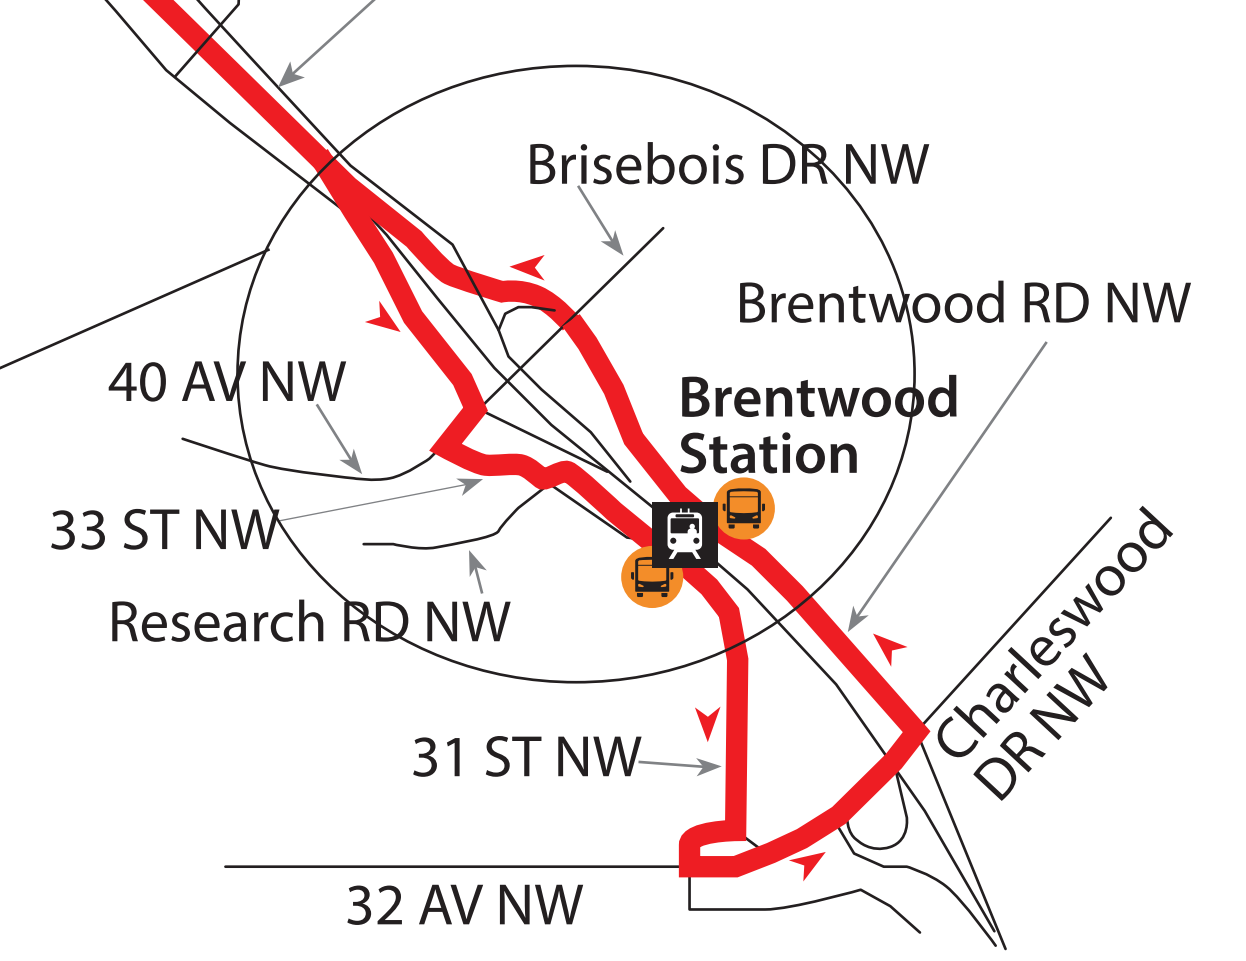 Brisebois DR NW
Brentwood RD NW
40 AV NW
Brentwood
Station
33 ST NW
Research RD NW
Charleswood
DR NW
31 ST NW
32 AV NW